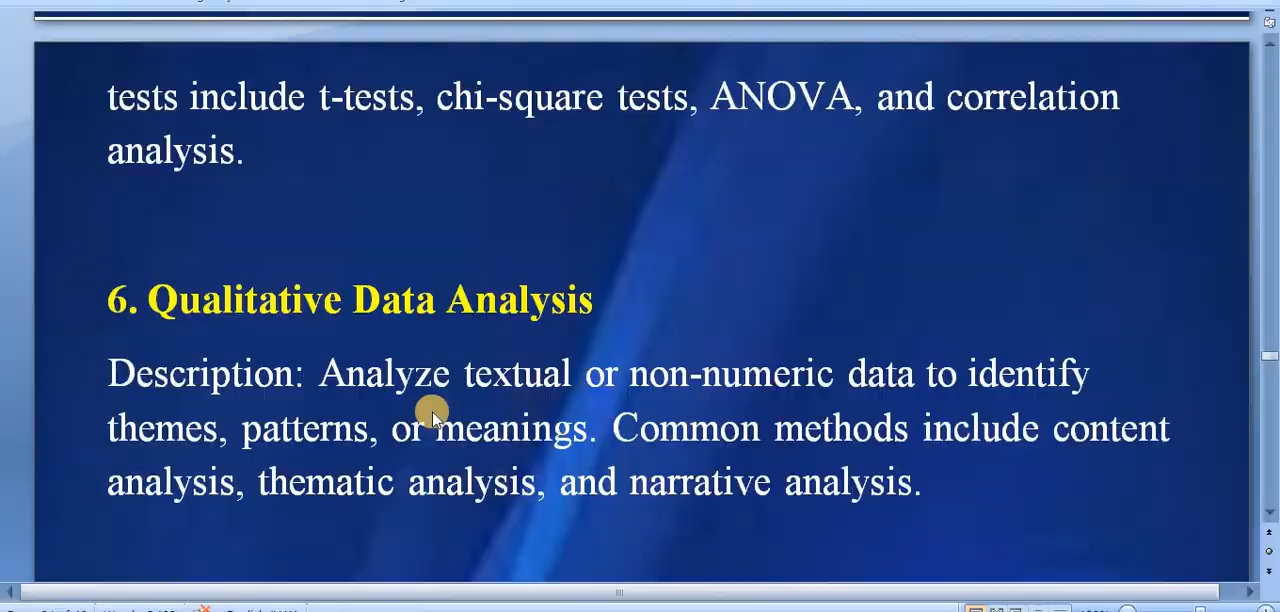 tests include t-tests, chi-square tests, ANOVA, and correlation
analysis.
6. Qualitative Data Analysis
Description: Analyze textual or non-numeric data to identify
themes, patterns, or meanings. Common methods include content
analysis, thematic analysis, and narrative analysis.